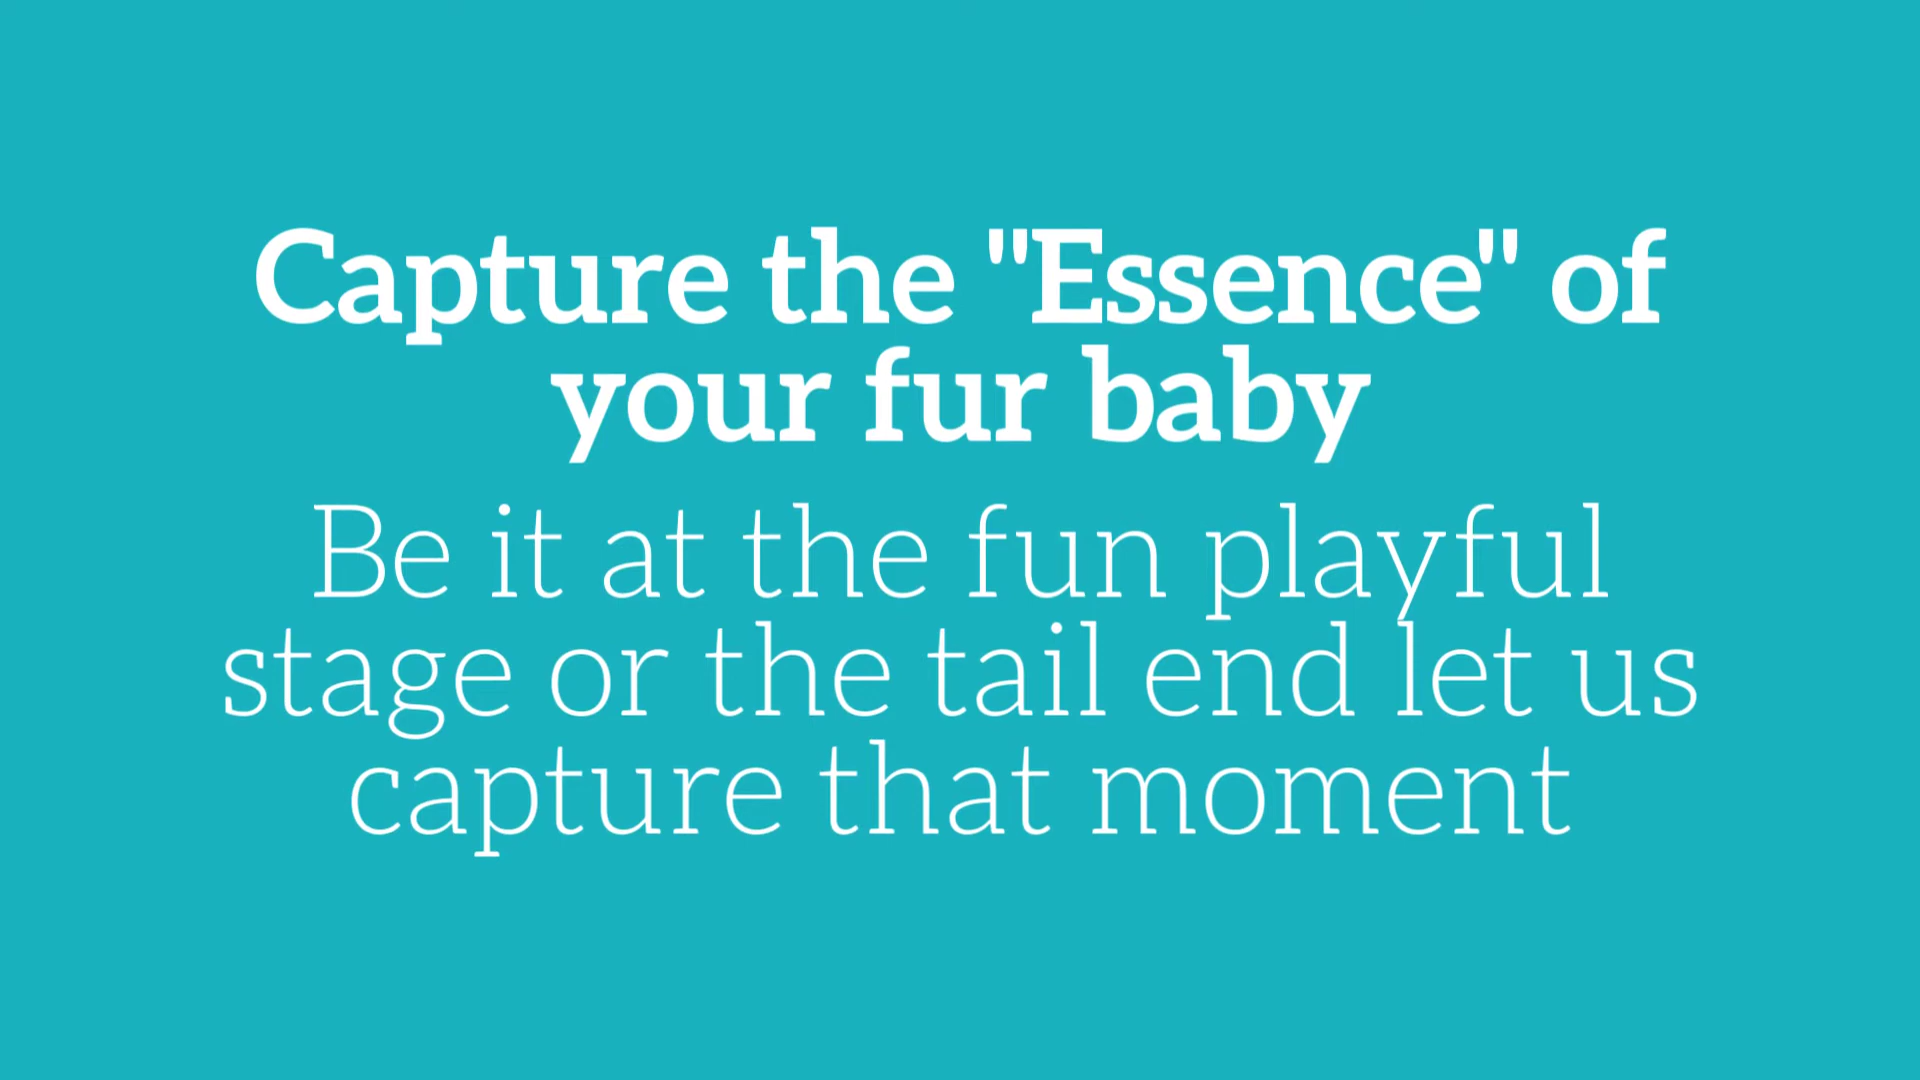 Capture the "Essence" of
your fur baby
Be it at the fun playful
stage or the tail end let us
capture that moment